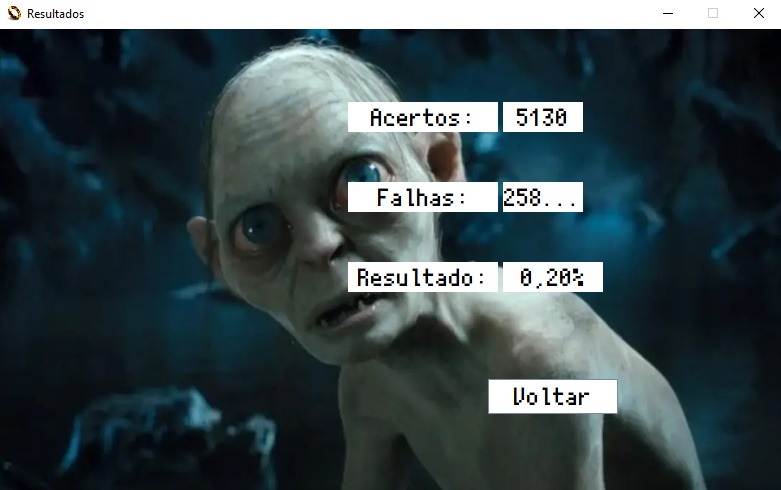 Resultados
Acertos: 5130
Falhas: 258...
Resultado: 0,20%
Voltar